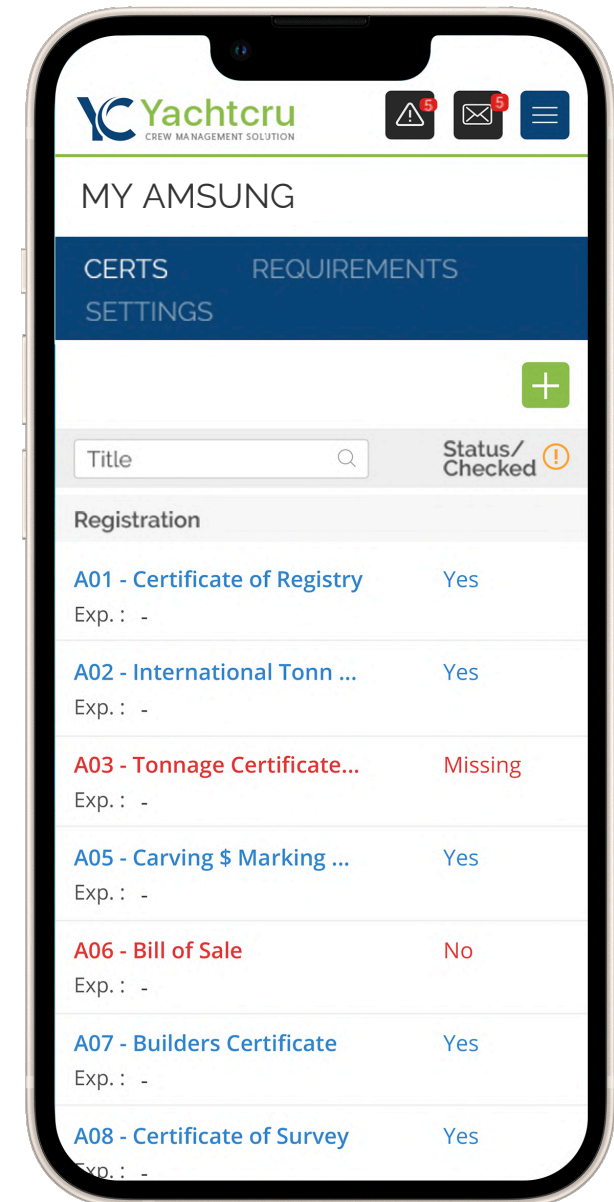 YC Yachtcru
CREW MANAGEMENT SOLUTION
5
5
MY AMSUNG
CERTS REQUIREMENTS
SETTINGS
Title
Status/
Checked
Registration
A01 - Certificate of Registry Yes
Exp. : -
A02 - International Tonn ... Yes
Exp. : -
A03 - Tonnage Certificate... Missing
Exp. : -
A05 - Carving $ Marking ... Yes
Exp. : -
A06 - Bill of Sale No
Exp. : -
A07 - Builders Certificate Yes
Exp. : -
A08 - Certificate of Survey Yes
Exp. : -